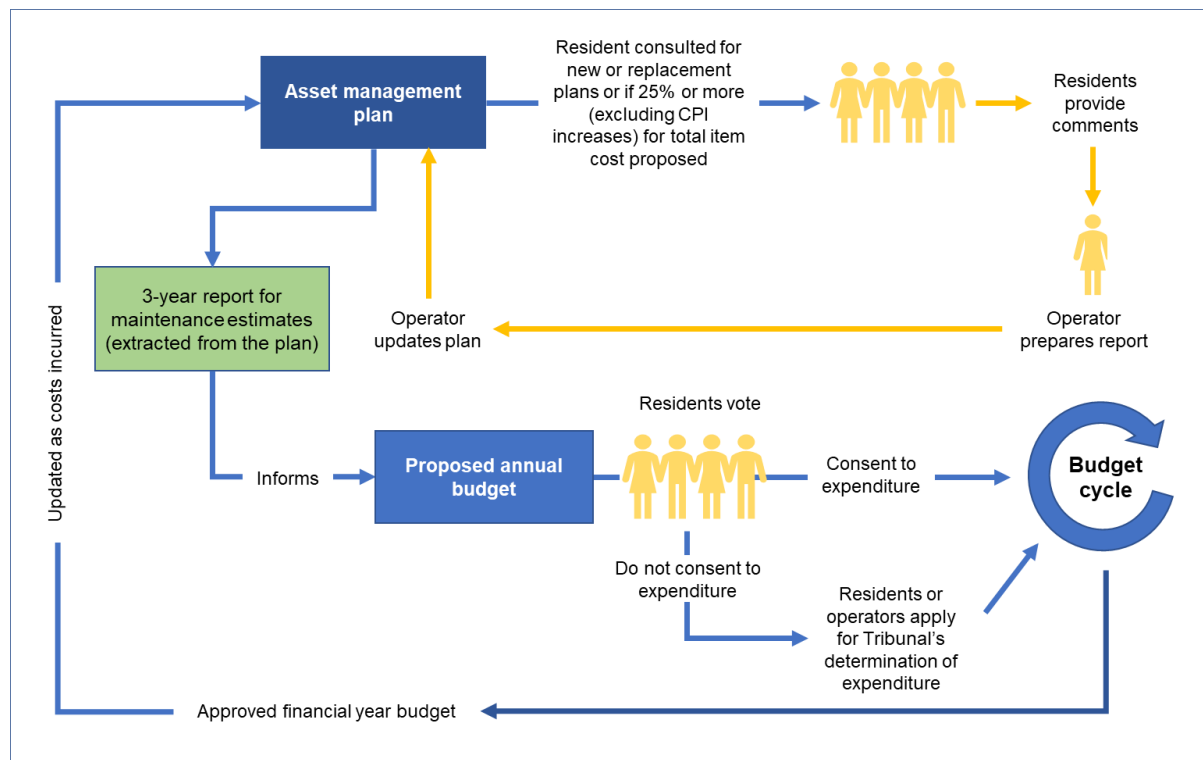 Asset management
plan
Resident consulted for
new or replacement
plans or if 25% or more
(excluding CPI
increases) for total item
cost proposed
Residents
provide
comments
Operator
prepares report
Operator
updates plan
3-year report for
maintenance estimates
(extracted from the plan)
Updated as costs incurred
Informs
Proposed annual
budget
Residents vote
Consent to
expenditure
Budget
cycle
Do not consent to
expenditure
Residents or
operators apply
for Tribunal's
determination of
expenditure
Approved financial year budget